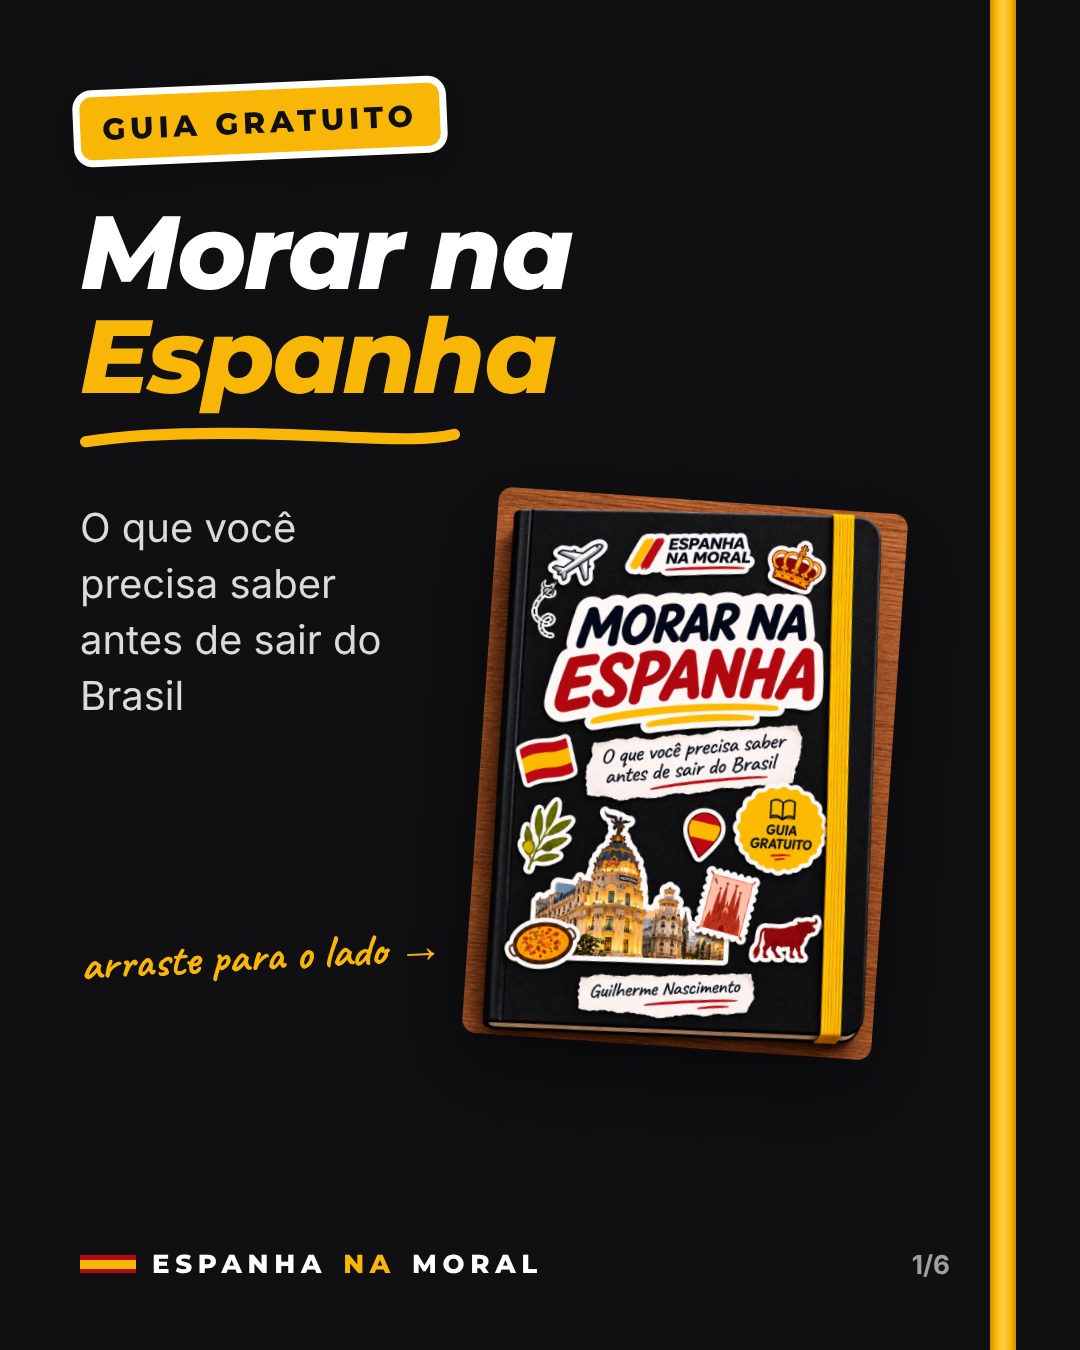 GUIA GRATUITO
Morar na
Espanha
O que você
precisa saber
antes de sair do
Brasil
ESPANHA
NA MORAL
MORAR NA
ESPANHA
O que você precisa saber
antes de sair do Brasil
GUIA
GRATUITO
Guilherme Nascimento
arraste para o lado →
ESPANHA NA MORAL
1/6